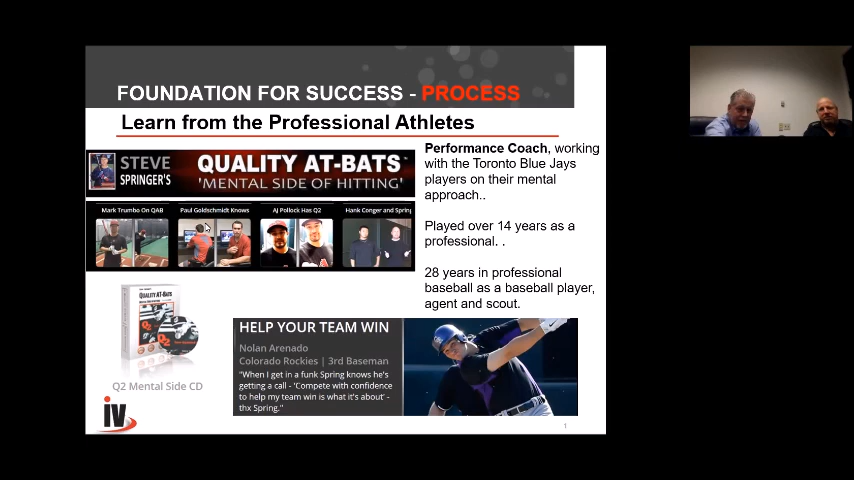 FOUNDATION FOR SUCCESS - PROCESS
Learn from the Professional Athletes
STEVE
SPRINGER'S
QUALITY AT-BATS
'MENTAL SIDE OF HITTING'
Mark Trumbo On QAB
Paul Goldschmidt Knows
AJ Pollock Has Q2
Hank Conger and Spring
QUALITY AT-BATS
Q2
Q2 Mental Side CD
Performance Coach, working
with the Toronto Blue Jays
players on their mental
approach..
Played over 14 years as a
professional. .
28 years in professional
baseball as a baseball player,
agent and scout.
HELP YOUR TEAM WIN
Nolan Arenado
Colorado Rockies | 3rd Baseman
"When I get in a funk Spring knows he's
getting a call - 'Compete with confidence
to help my team win is what it's about' -
thx Spring."
iv
1